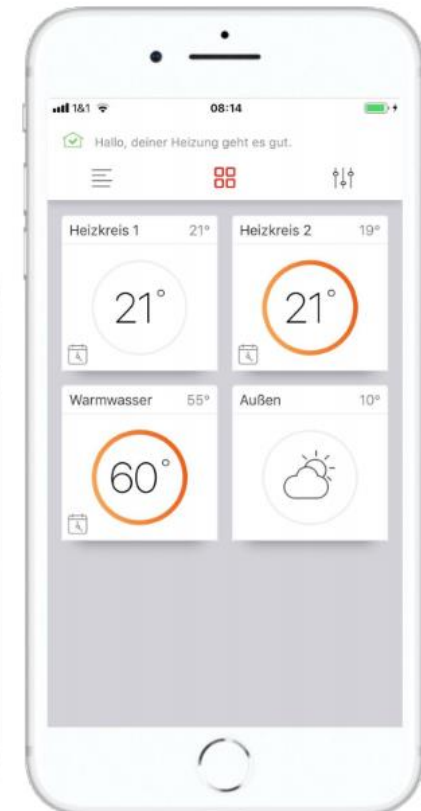 1&1 08:14
Hallo, deiner Heizung geht es gut.
Heizkreis 1 21°
21°
Heizkreis 2 19°
21°
Warmwasser 55°
60°
Außen 10°